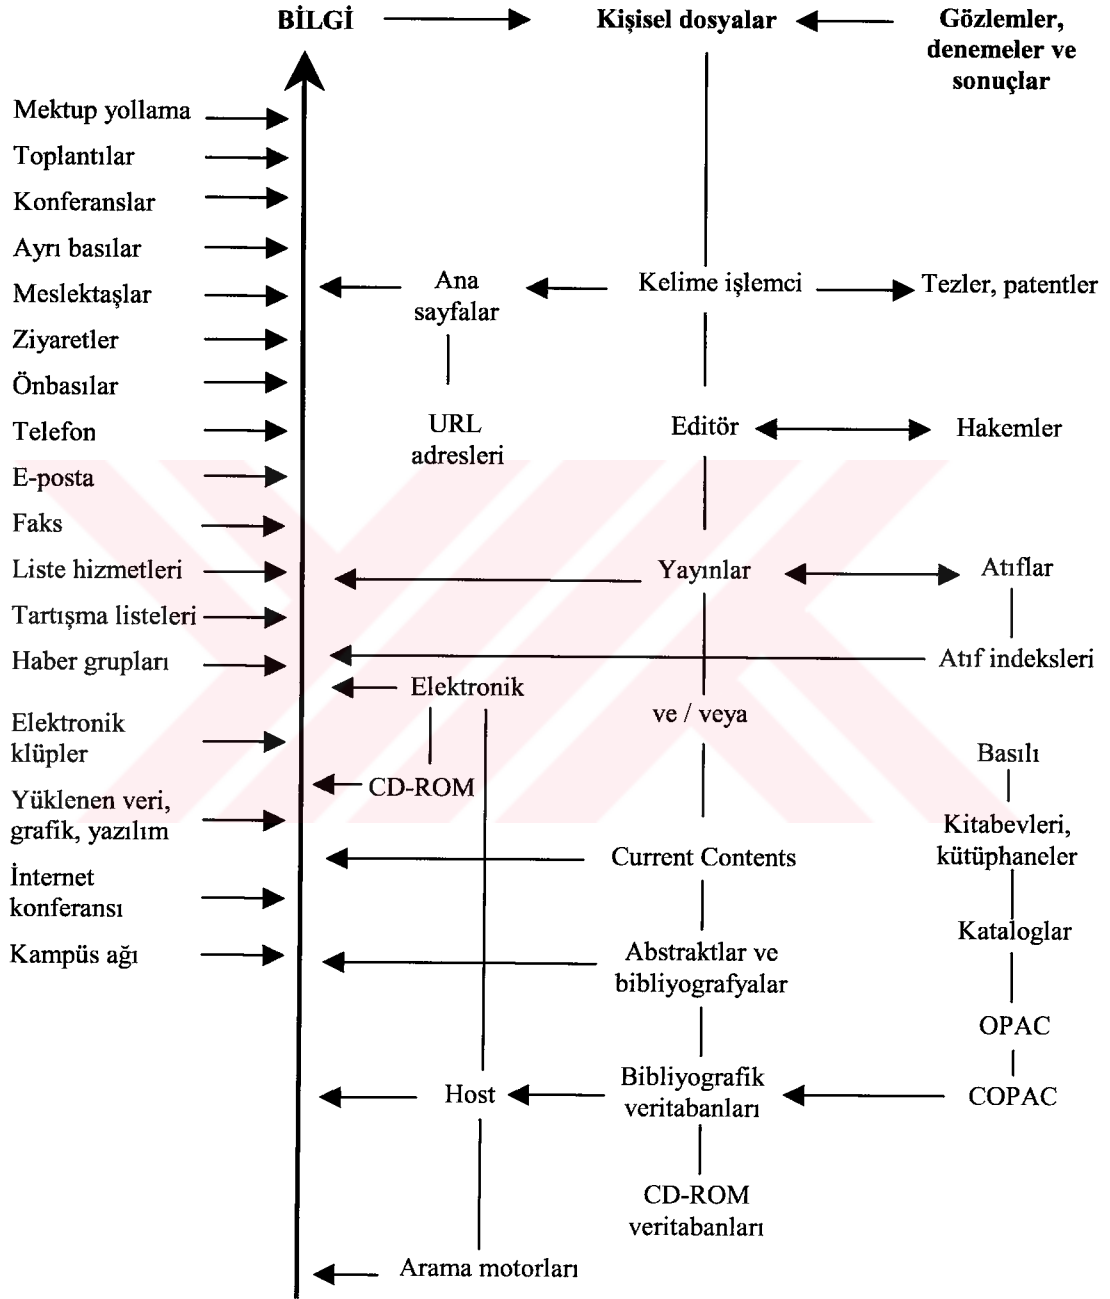 BİLGİ
Kişisel dosyalar
Gözlemler,
denemeler ve
sonuçlar
Mektup yollama
Toplantılar
Konferanslar
Ayrı basılar
Meslektaşlar
Ziyaretler
Önbasılar
Telefon
E-posta
Faks
Liste hizmetleri
Tartışma listeleri
Haber grupları
Elektronik
klüpler
Yüklenen veri,
grafik, yazılım
İnternet
konferansı
Kampüs ağı
Ana
sayfalar
Kelime işlemci
Tezler, patentler
URL
adresleri
Editör
Hakemler
Yayınlar
Atıflar
Atıf indeksleri
Elektronik
ve / veya
CD-ROM
Basılı
Kitabevleri,
kütüphaneler
Current Contents
Kataloglar
Abstraktlar ve
bibliyografyalar
OPAC
Host
Bibliyografik
veritabanları
COPAC
CD-ROM
veritabanları
Arama motorları